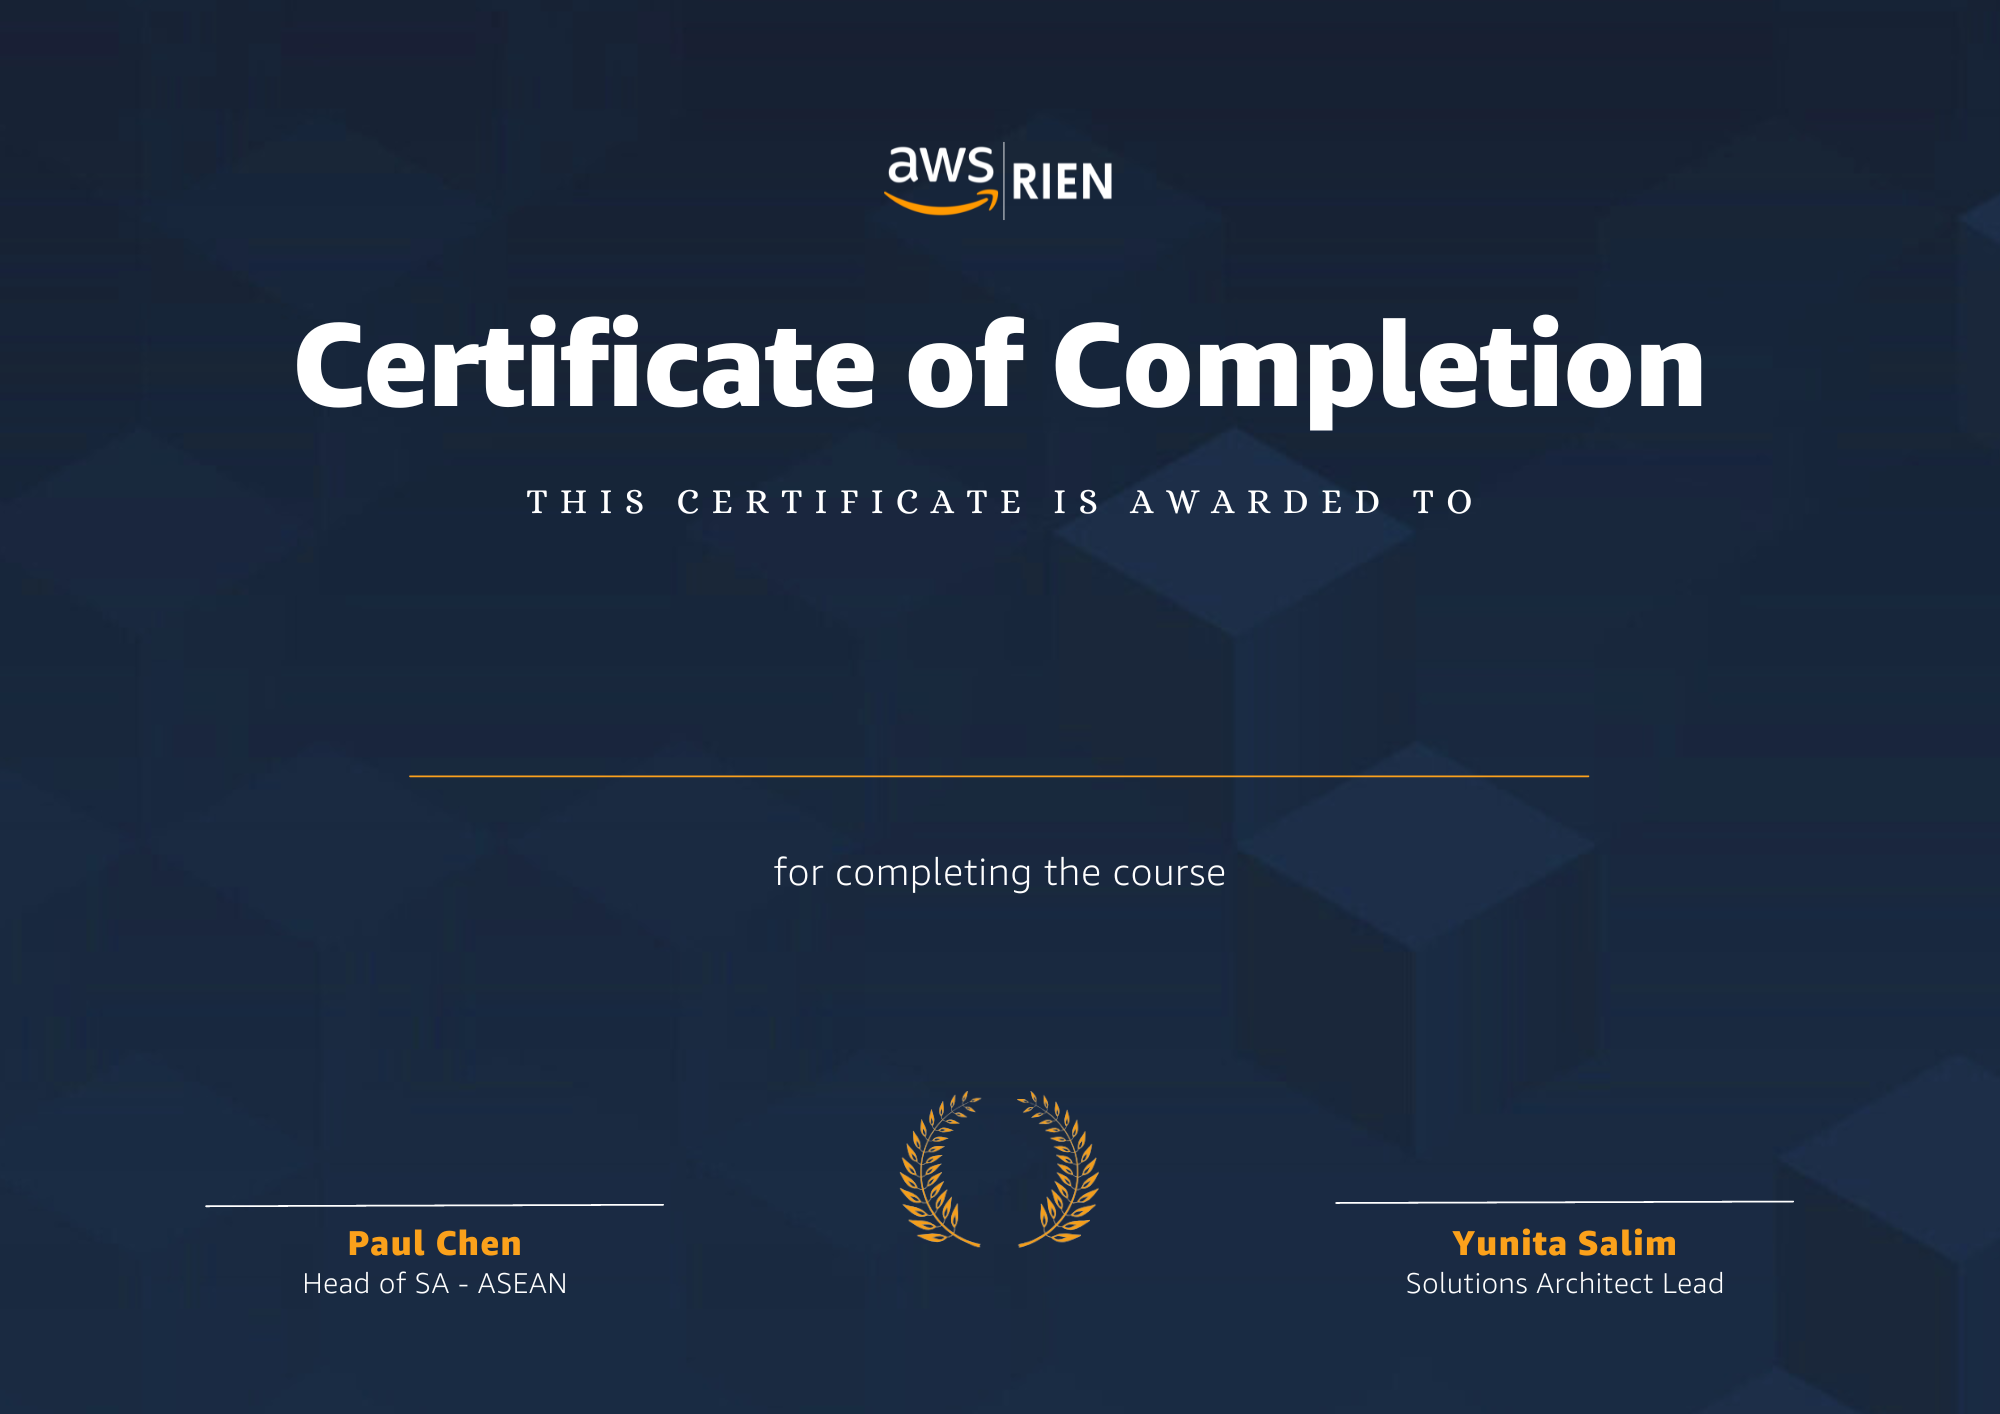 aws RIEN
Certificate of Completion
THIS CERTIFICATE IS AWARDED TO
for completing the course
Paul Chen
Head of SA - ASEAN
Yunita Salim
Solutions Architect Lead